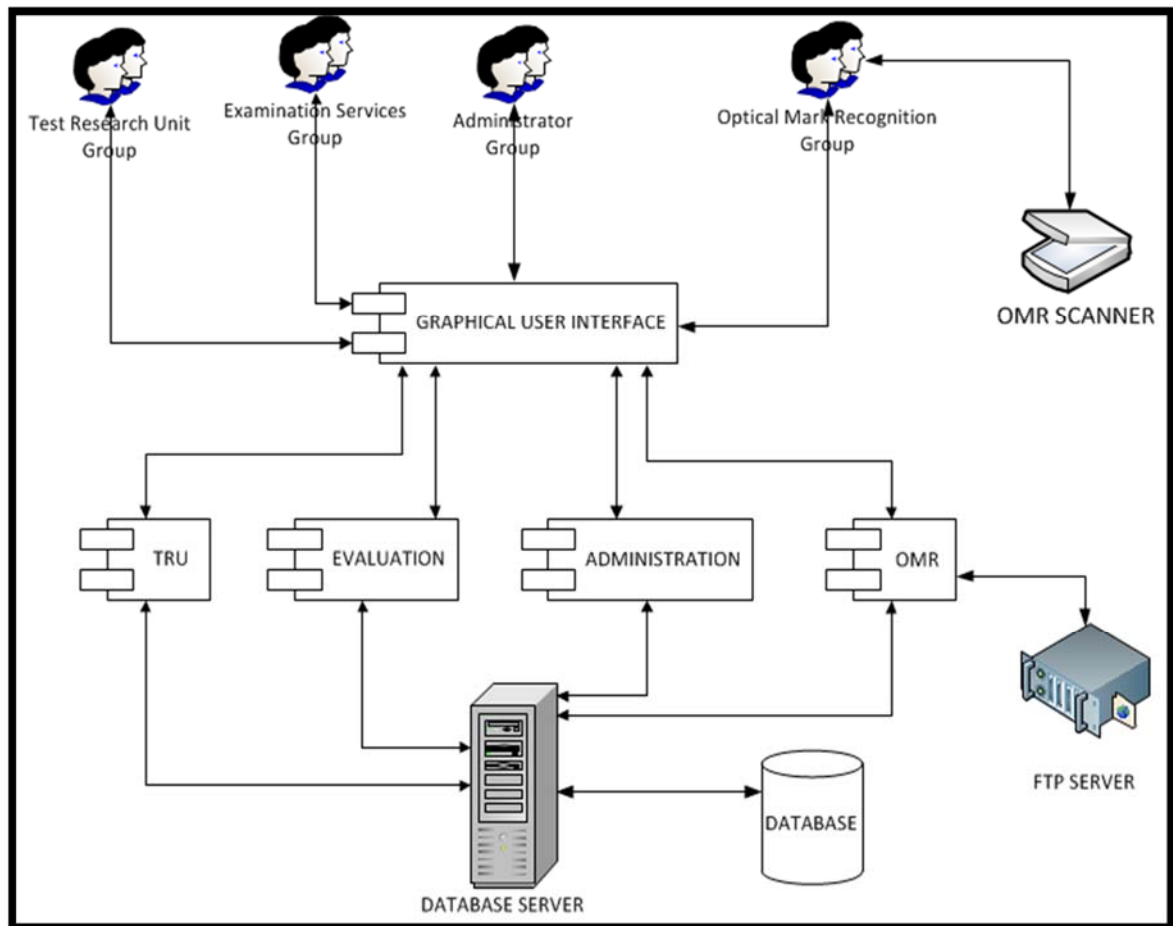 Test Research Unit
Group
Examination Services
Group
Administrator
Group
Optical Mark Recognition
Group
OMR SCANNER
GRAPHICAL USER INTERFACE
TRU
EVALUATION
ADMINISTRATION
OMR
FTP SERVER
DATABASE
DATABASE SERVER